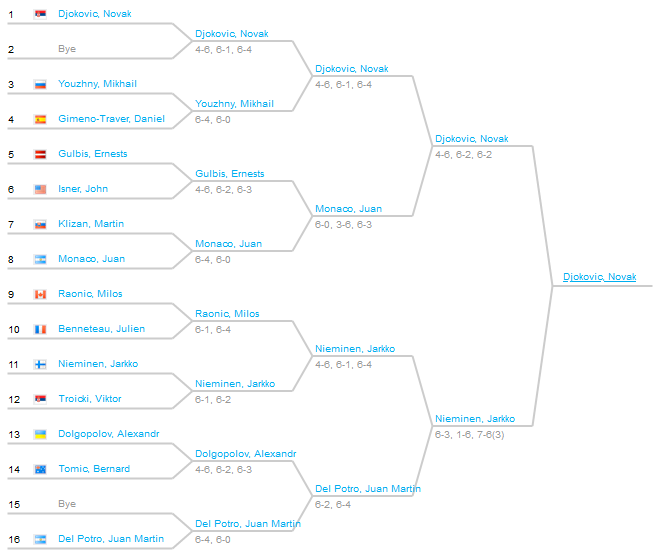 1 Djokovic, Novak
2 Bye
3 Youzhny, Mikhail
4 Gimeno-Traver, Daniel
5 Gulbis, Ernests
6 Isner, John
7 Klizan, Martin
8 Monaco, Juan
9 Raonic, Milos
10 Benneteau, Julien
11 Nieminen, Jarkko
12 Troicki, Viktor
13 Dolgopolov, Alexandr
14 Tomic, Bernard
15 Bye
16 Del Potro, Juan Martin
Djokovic, Novak
4-6, 6-1, 6-4
Youzhny, Mikhail
6-4, 6-0
Gulbis, Ernests
4-6, 6-2, 6-3
Monaco, Juan
6-4, 6-0
Raonic, Milos
6-1, 6-4
Nieminen, Jarkko
6-1, 6-2
Dolgopolov, Alexandr
4-6, 6-2, 6-3
Del Potro, Juan Martin
6-4, 6-0
Djokovic, Novak
4-6, 6-1, 6-4
Monaco, Juan
6-0, 3-6, 6-3
Nieminen, Jarkko
4-6, 6-1, 6-4
Del Potro, Juan Martin
6-2, 6-4
Djokovic, Novak
4-6, 6-2, 6-2
Nieminen, Jarkko
6-3, 1-6, 7-6(3)
Djokovic, Novak